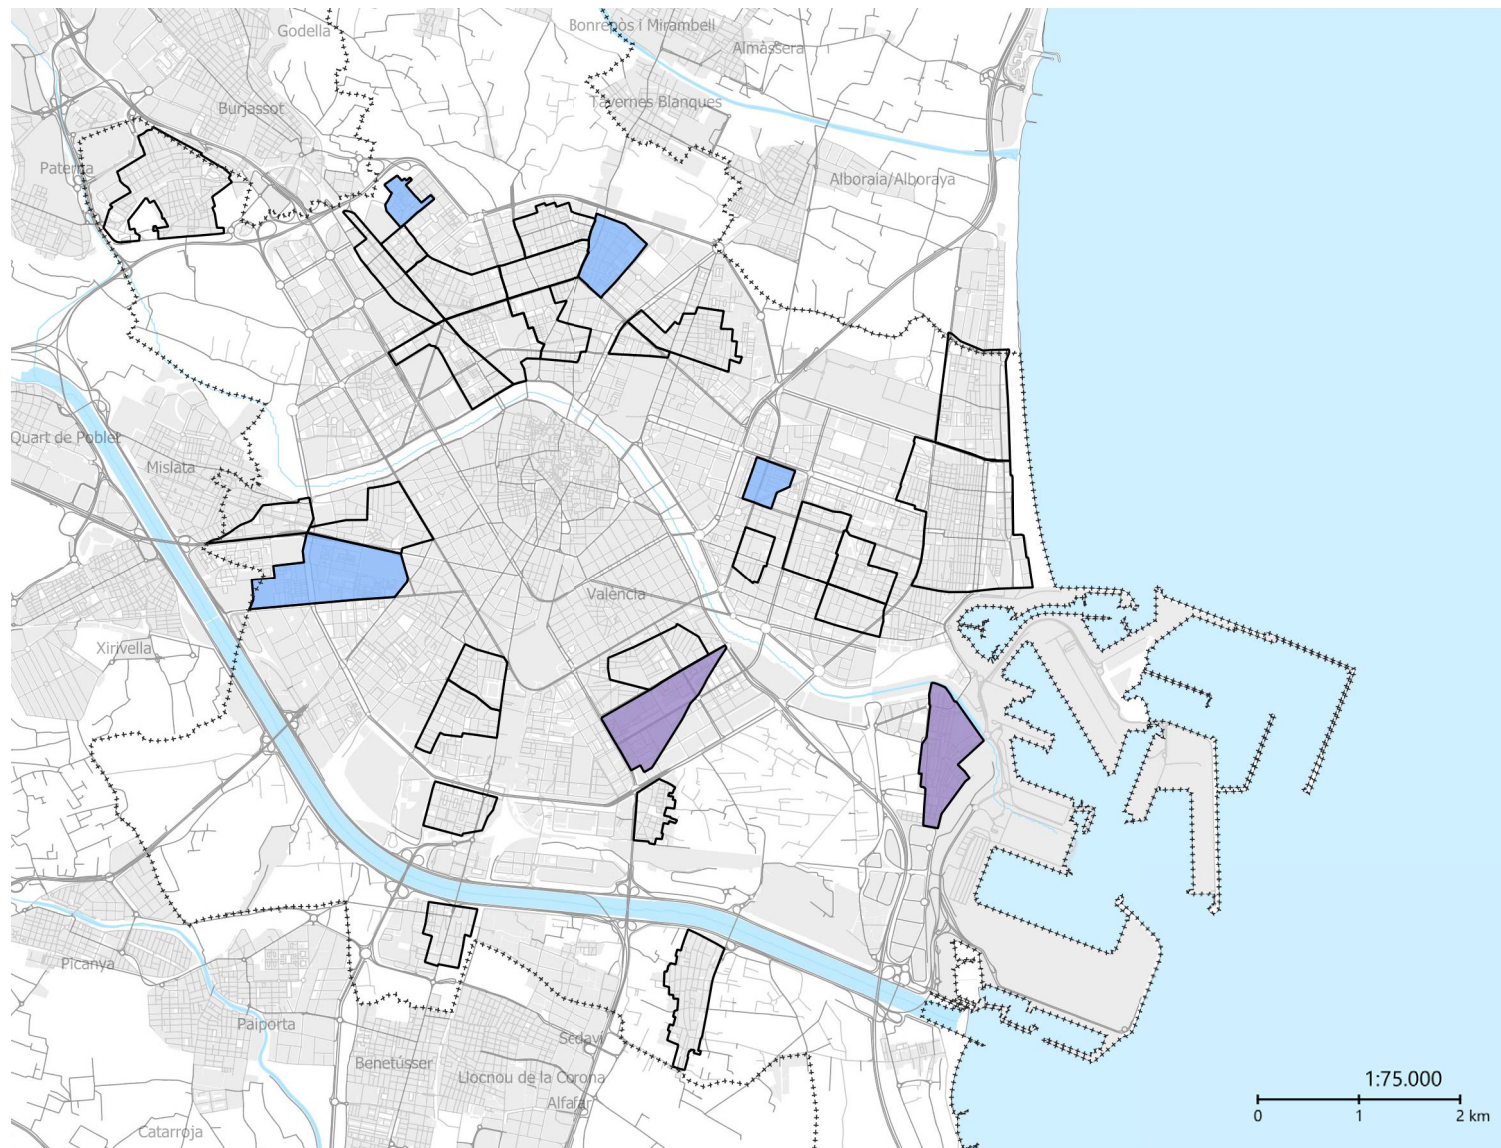 Godella
Bonrepòs i Mirambell
Almàssera
Burjassot
Tavernes Blanques
Paterna
Alboraia/Alboraya
Quart de Poblet
Mislata
València
Xirivella
Picanya
Paiporta
Sedaví
Benetússer
Llocnou de la Corona
Alfafar
Catarroja
1:75.000
0 1 2 km